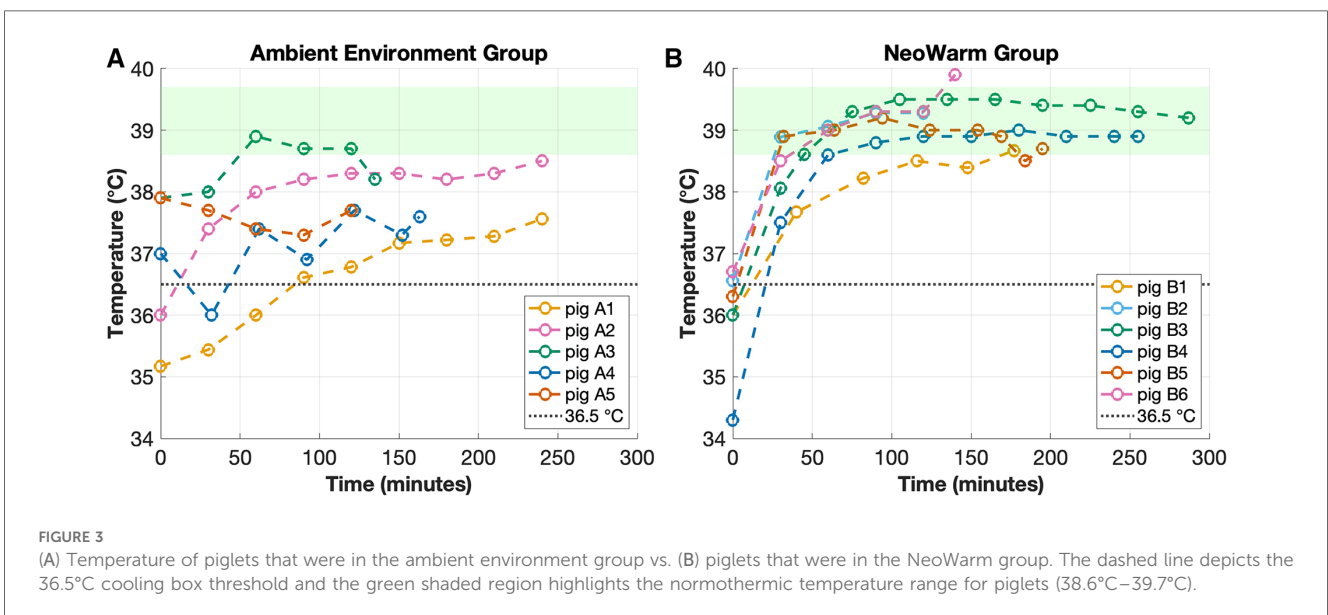 A
Ambient Environment Group
40
39
38
37
36
35
34
Temperature (°C)
0 50 100 150 200 250 300
Time (minutes)
pig A1
pig A2
pig A3
pig A4
pig A5
36.5 °C
B
NeoWarm Group
40
39
38
37
36
35
34
Temperature (°C)
0 50 100 150 200 250 300
Time (minutes)
pig B1
pig B2
pig B3
pig B4
pig B5
pig B6
36.5 °C
FIGURE 3
(A) Temperature of piglets that were in the ambient environment group vs. (B) piglets that were in the NeoWarm group. The dashed line depicts the
36.5°C cooling box threshold and the green shaded region highlights the normothermic temperature range for piglets (38.6°C–39.7°C).